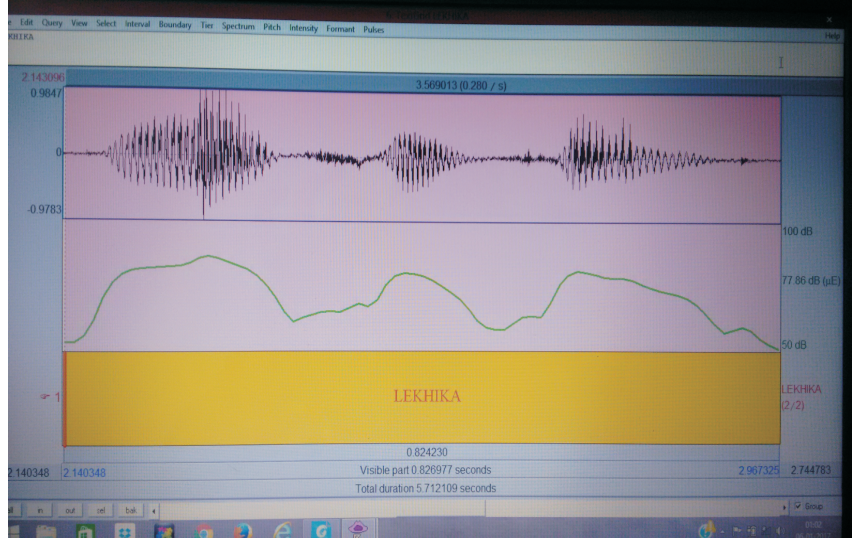 Edit Query View Select Interval Boundary Tier Spectrum Pitch Intensity Formant Pulses
Help
2.143096
3.569013 (0.280 / s)
0.9847
0
-0.9783
100 dB
77.86 dB (µE)
50 dB
1
LEKHIKA
LEKHIKA
(2/2)
0.824230
2.140348 2.140348 Visible part 0.826977 seconds 2.967325 2.744783
Total duration 5.712109 seconds
in out sel bak Group
01:02